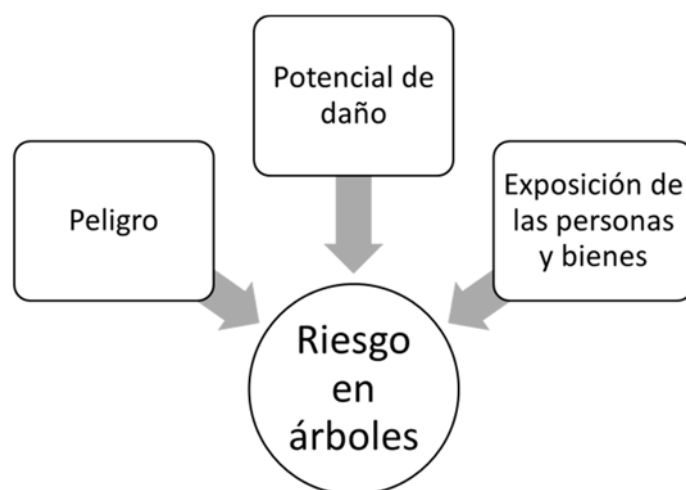 Potencial de
daño
Peligro
Exposición de
las personas
y bienes
Riesgo
en
árboles